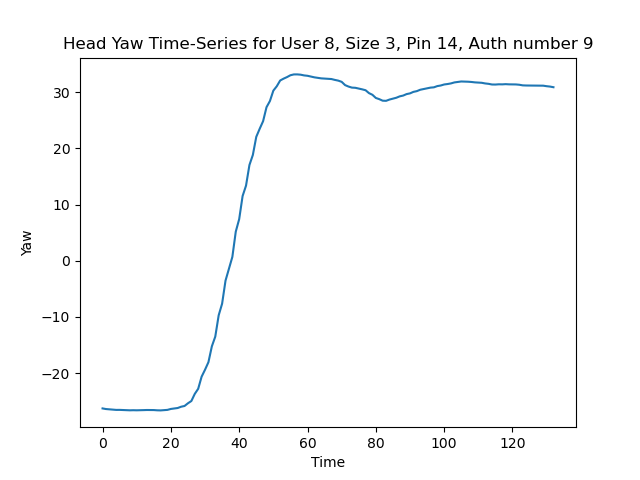 Head Yaw Time-Series for User 8, Size 3, Pin 14, Auth number 9
30
20
10
0
−10
−20
Yaw
0 20 40 60 80 100 120
Time